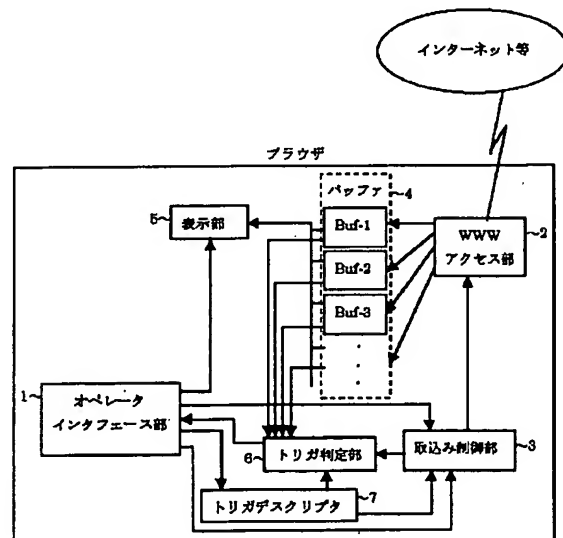 インターネット等
ブラウザ
バッファ
4
5
表示部
Buf-1
WWW
アクセス部
2
Buf-2
Buf-3
1
オペレータ
インタフェース部
6
トリガ判定部
取込み制御部
3
7
トリガデスクリプタ